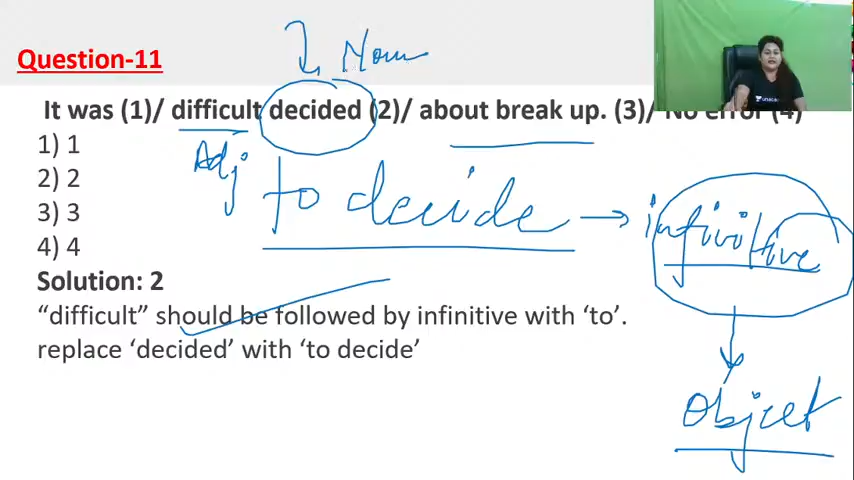 Noun
Question-11
unacademy
It was (1)/ difficult decided (2)/ about break up. (3)/ No error (4)
1) 1
Adj
2) 2
to decide → infinitive
3) 3
4) 4
Solution: 2
"difficult" should be followed by infinitive with 'to'.
replace 'decided' with 'to decide'
Objcet